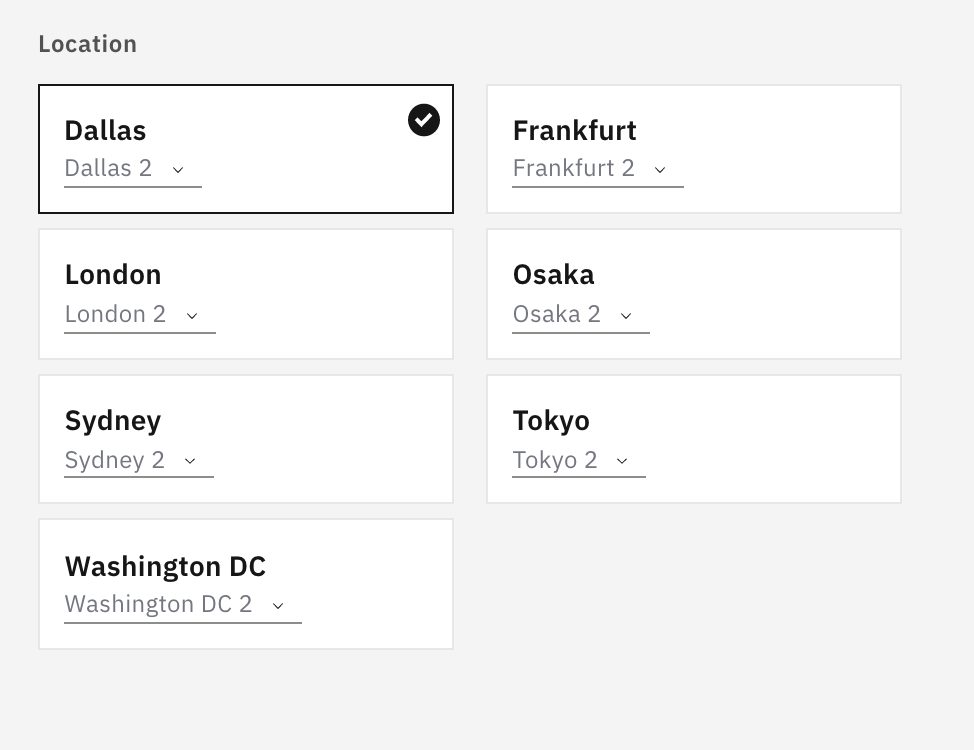 Location
Dallas
Dallas 2
Frankfurt
Frankfurt 2
London
London 2
Osaka
Osaka 2
Sydney
Sydney 2
Tokyo
Tokyo 2
Washington DC
Washington DC 2